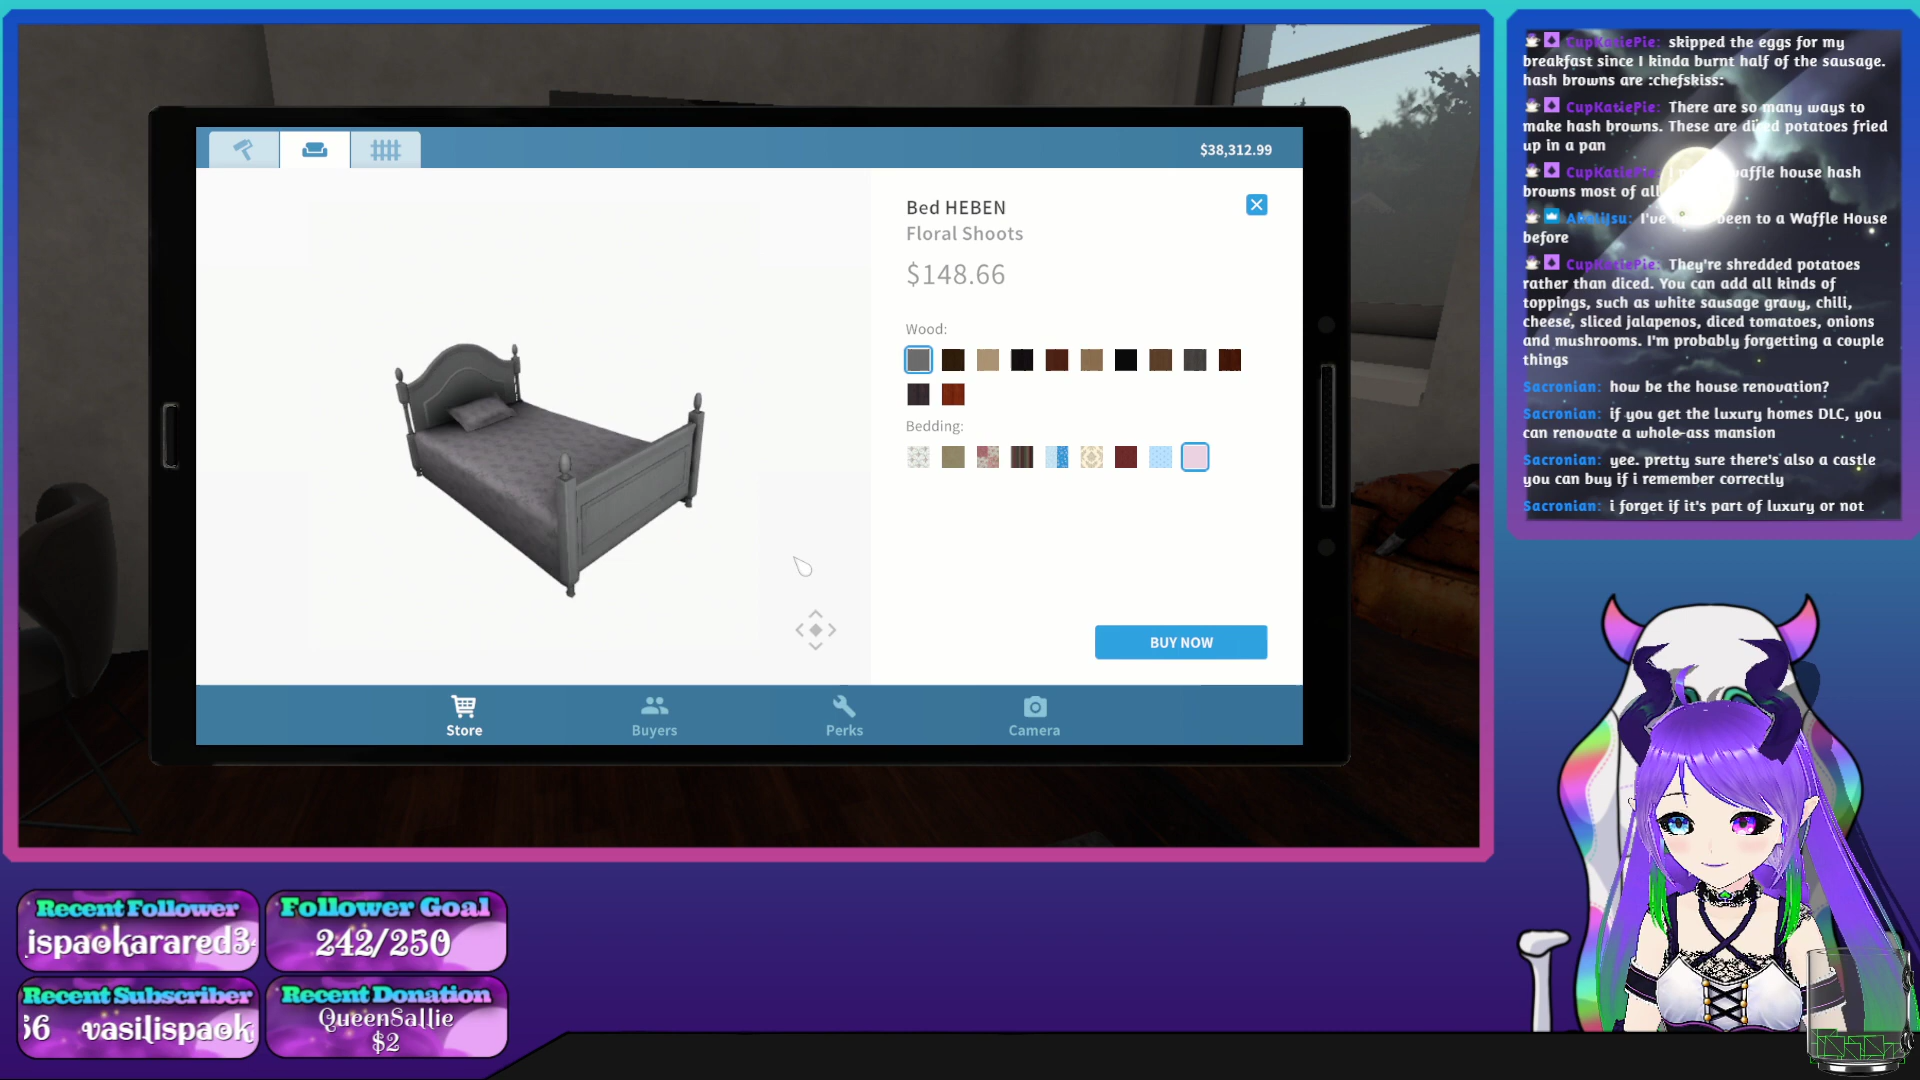 $38,312.99
Bed HEBEN
Floral Shoots
$148.66
Wood:
Bedding:
BUY NOW
Store
Buyers
Perks
Camera
CupKatiePie: skipped the eggs for my
breakfast since I kinda burnt half of the sausage.
hash browns are :chefskiss:
CupKatiePie: There are so many ways to
make hash browns. These are diced potatoes fried
up in a pan
CupKatiePie: I waffle house hash
browns most of all
I've been to a Waffle House
before
CupKatiePie: They're shredded potatoes
rather than diced. You can add all kinds of
toppings, such as white sausage gravy, chili,
cheese, sliced jalapenos, diced tomatoes, onions
and mushrooms. I'm probably forgetting a couple
things
Sacronian: how be the house renovation?
Sacronian: if you get the luxury homes DLC, you
can renovate a whole-ass mansion
Sacronian: yee. pretty sure there's also a castle
you can buy if i remember correctly
Sacronian: i forget if it's part of luxury or not
Recent Follower
ispaokarared3
Follower Goal
242/250
Recent Subscriber
66 vasilispaok
Recent Donation
QueenSallie
$2